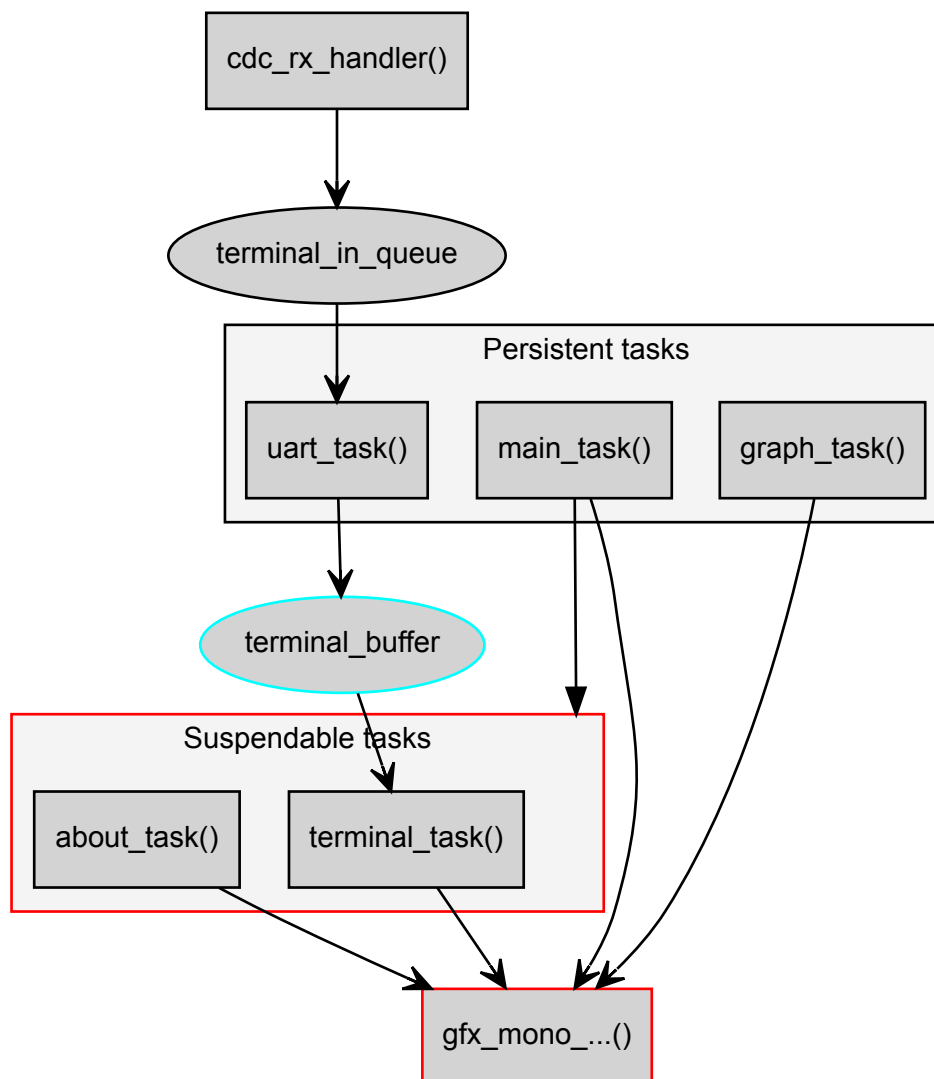 cdc_rx_handler()
terminal_in_queue
Persistent tasks
uart_task()
main_task()
graph_task()
terminal_buffer
Suspendable tasks
about_task()
terminal_task()
gfx_mono_...()